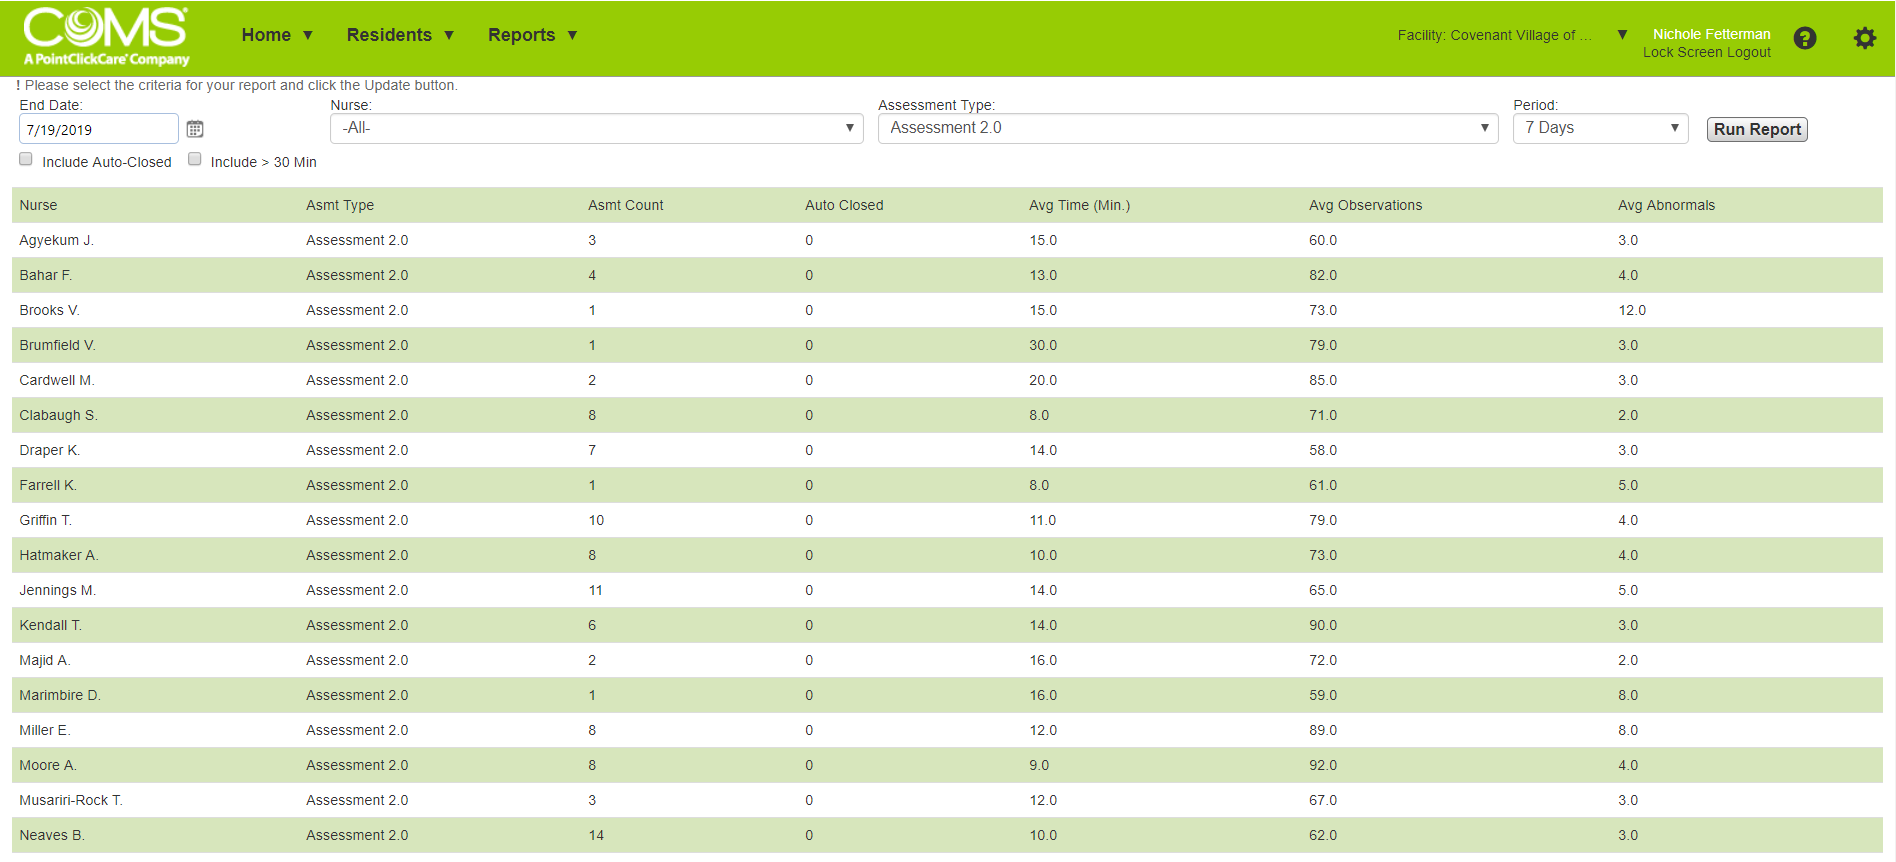 COMS
A PointClickCare® Company
Home ▼ Residents ▼ Reports ▼
Facility: Covenant Village of ... ▼
Nichole Fetterman
Lock Screen Logout
! Please select the criteria for your report and click the Update button.
End Date: Nurse: Assessment Type: Period:
7/19/2019 -All- Assessment 2.0 7 Days Run Report
Include Auto-Closed Include > 30 Min
Nurse Asmt Type Asmt Count Auto Closed Avg Time (Min.) Avg Observations Avg Abnormals
Agyekum J. Assessment 2.0 3 0 15.0 60.0 3.0
Bahar F. Assessment 2.0 4 0 13.0 82.0 4.0
Brooks V. Assessment 2.0 1 0 15.0 73.0 12.0
Brumfield V. Assessment 2.0 1 0 30.0 79.0 3.0
Cardwell M. Assessment 2.0 2 0 20.0 85.0 3.0
Clabaugh S. Assessment 2.0 8 0 8.0 71.0 2.0
Draper K. Assessment 2.0 7 0 14.0 58.0 3.0
Farrell K. Assessment 2.0 1 0 8.0 61.0 5.0
Griffin T. Assessment 2.0 10 0 11.0 79.0 4.0
Hatmaker A. Assessment 2.0 8 0 10.0 73.0 4.0
Jennings M. Assessment 2.0 11 0 14.0 65.0 5.0
Kendall T. Assessment 2.0 6 0 14.0 90.0 3.0
Majid A. Assessment 2.0 2 0 16.0 72.0 2.0
Marimbire D. Assessment 2.0 1 0 16.0 59.0 8.0
Miller E. Assessment 2.0 8 0 12.0 89.0 8.0
Moore A. Assessment 2.0 8 0 9.0 92.0 4.0
Musariri-Rock T. Assessment 2.0 3 0 12.0 67.0 3.0
Neaves B. Assessment 2.0 14 0 10.0 62.0 3.0